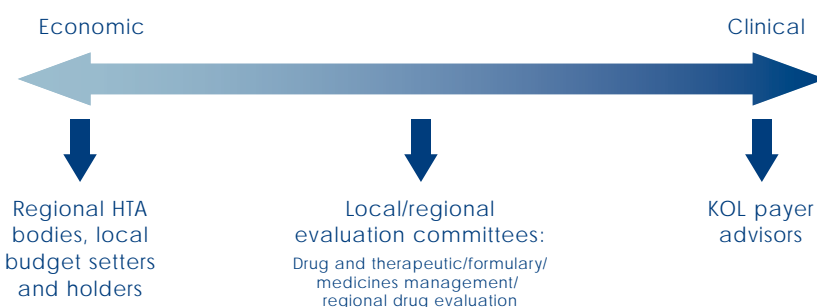 Economic
Clinical
Regional HTA
bodies, local
budget setters
and holders
Local/regional
evaluation committees:
Drug and therapeutic/formulary/
medicines management/
regional drug evaluation
KOL payer
advisors